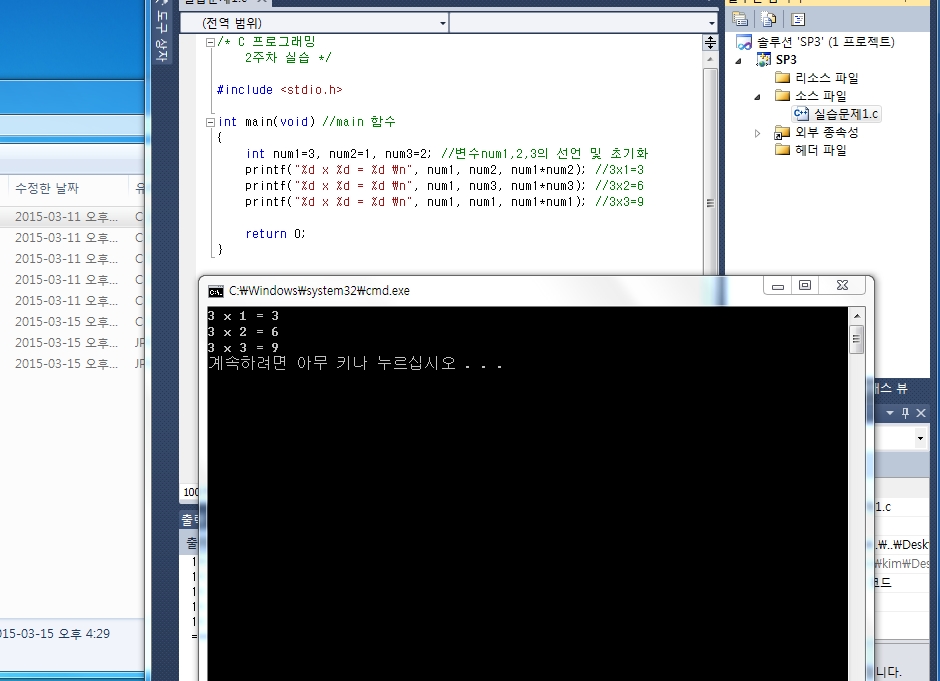 도구 상자
(전역 범위)
/* C 프로그래밍
2주차 실습 */
#include <stdio.h>
int main(void) //main 함수
{
int num1=3, num2=1, num3=2; //변수num1,2,3의 선언 및 초기화
printf("%d x %d = %d ₩n", num1, num2, num1*num2); //3x1=3
printf("%d x %d = %d ₩n", num1, num3, num1*num3); //3x2=6
printf("%d x %d = %d ₩n", num1, num1, num1*num1); //3x3=9
return 0;
}
솔루션 'SP3' (1 프로젝트)
SP3
리소스 파일
소스 파일
실습문제1.c
외부 종속성
헤더 파일
수정한 날짜
유
2015-03-11 오후...
2015-03-11 오후...
2015-03-11 오후...
2015-03-11 오후...
2015-03-11 오후...
2015-03-15 오후...
2015-03-15 오후...
2015-03-15 오후...
015-03-15 오후 4:29
C:₩Windows₩system32₩cmd.exe
3 x 1 = 3
3 x 2 = 6
3 x 3 = 9
계속하려면 아무 키나 누르십시오 . . .
100
뷰
1.c
.₩..₩Desk
₩kim₩Des
니다.